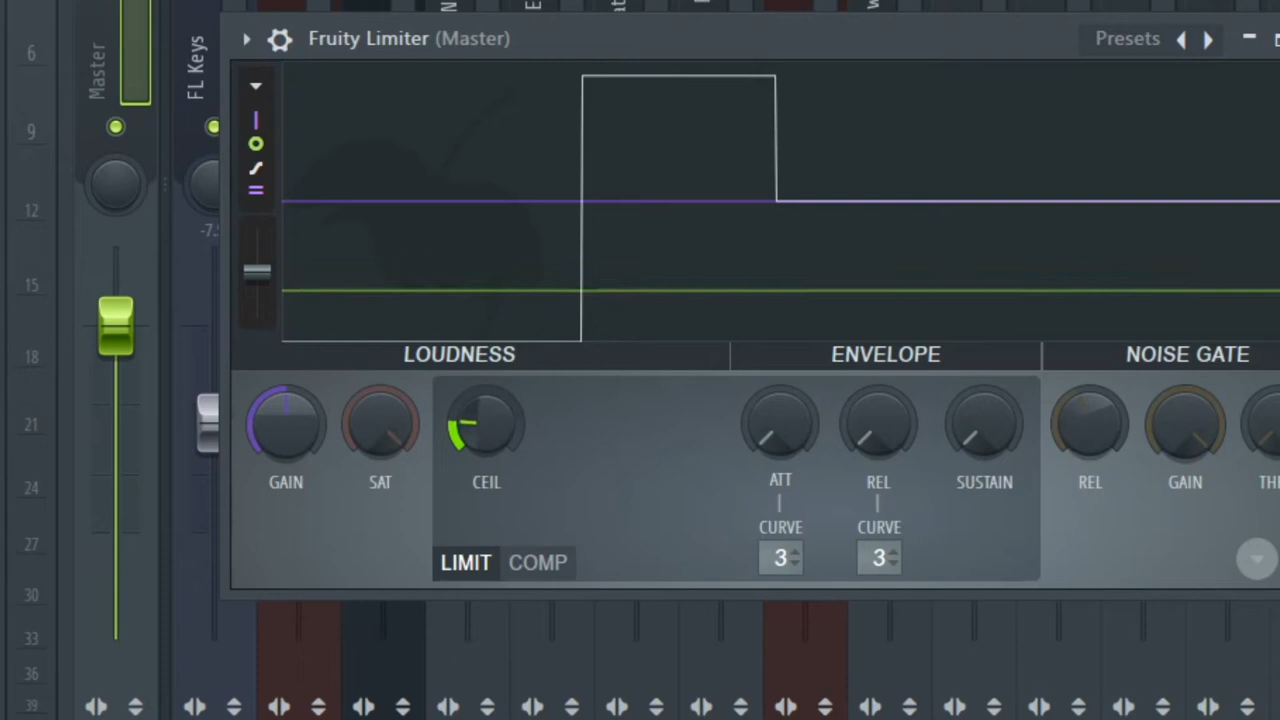 Fruity Limiter (Master)
Presets
Master
FL Keys
6
9
12
15
18
21
24
27
30
33
36
39
LOUDNESS
ENVELOPE
NOISE GATE
GAIN
SAT
CEIL
ATT
REL
SUSTAIN
REL
GAIN
CURVE
CURVE
3
3
LIMIT COMP